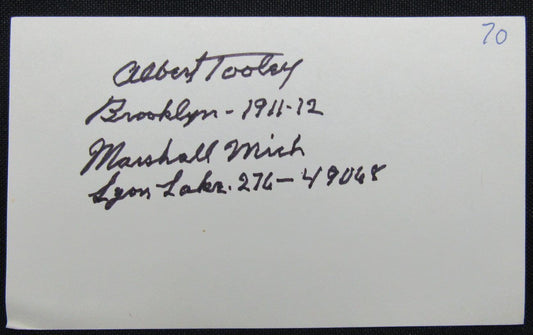 70
Albert Tooley
Brooklyn - 1911-12
Marshall Mich
Lyon Lake. 276 - 49068